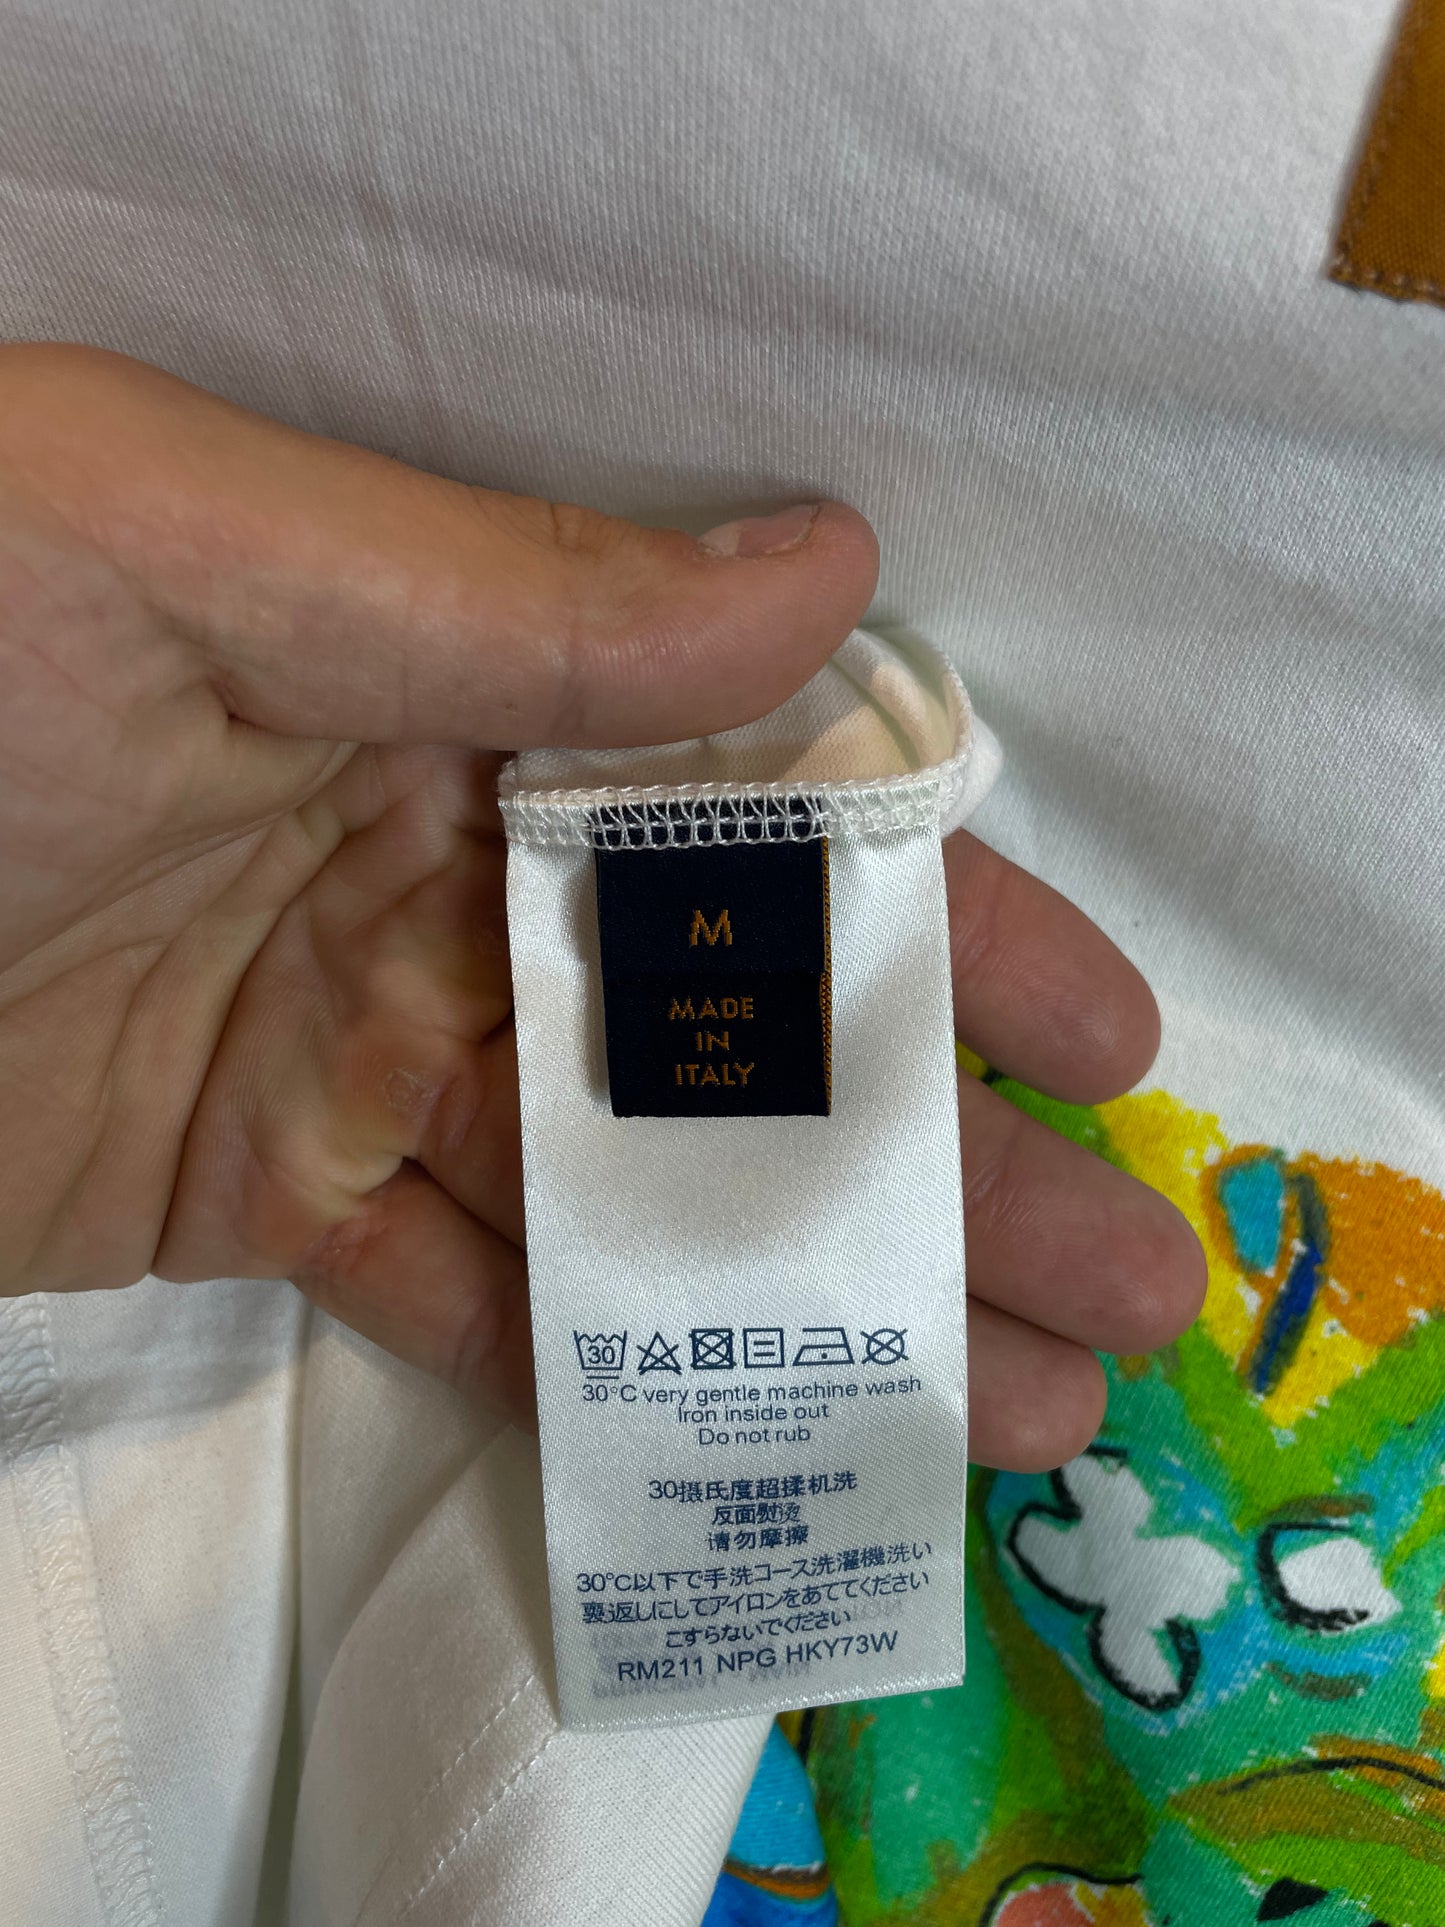 M
MADE
IN
ITALY
30
30°C very gentle machine wash
Iron inside out
Do not rub
30摄氏度超揉机洗
反面熨烫
请勿摩擦
30°C以下で手洗コース洗濯機洗い
裏返しにしてアイロンをあててください
こすらないでください
RM211 NPG HKY73W